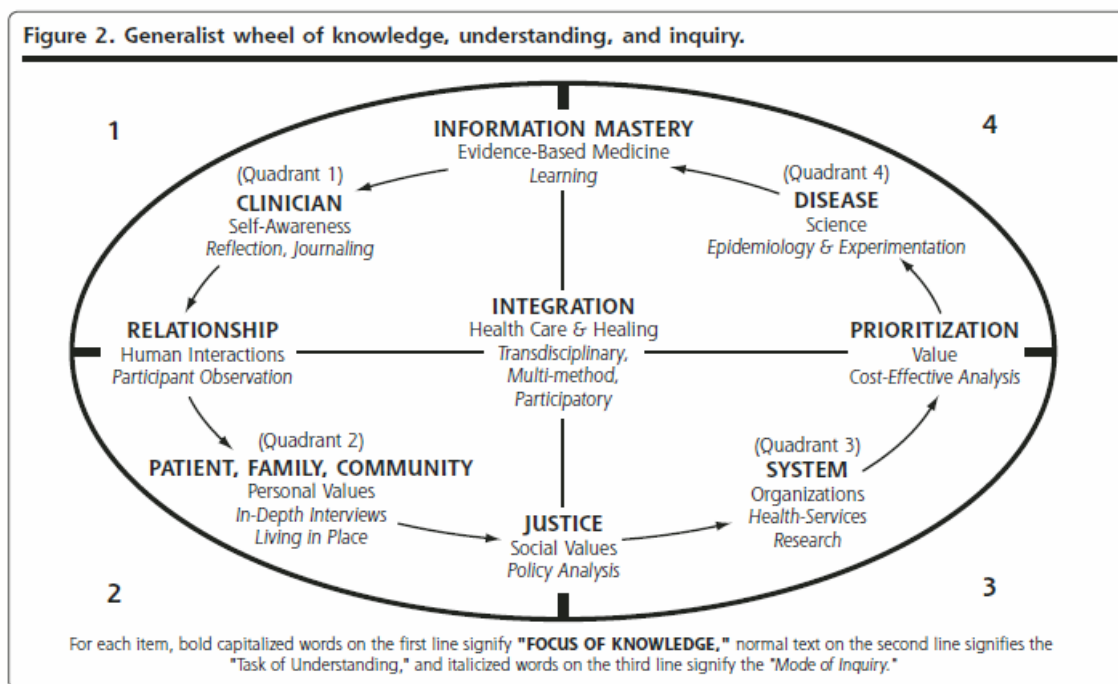 Figure 2. Generalist wheel of knowledge, understanding, and inquiry.
1
4
INFORMATION MASTERY
Evidence-Based Medicine
Learning
(Quadrant 1)
CLINICIAN
Self-Awareness
Reflection, Journaling
(Quadrant 4)
DISEASE
Science
Epidemiology & Experimentation
RELATIONSHIP
Human Interactions
Participant Observation
INTEGRATION
Health Care & Healing
Transdisciplinary,
Multi-method,
Participatory
PRIORITIZATION
Value
Cost-Effective Analysis
(Quadrant 2)
PATIENT, FAMILY, COMMUNITY
Personal Values
In-Depth Interviews
Living in Place
JUSTICE
Social Values
Policy Analysis
(Quadrant 3)
SYSTEM
Organizations
Health-Services
Research
2
3
For each item, bold capitalized words on the first line signify "FOCUS OF KNOWLEDGE," normal text on the second line signifies the
"Task of Understanding," and italicized words on the third line signify the "Mode of Inquiry."